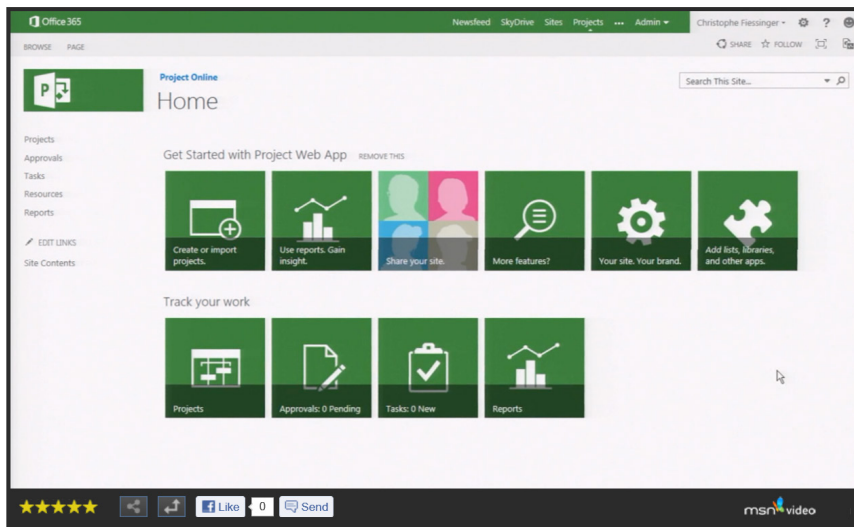 Office 365
Newsfeed SkyDrive Sites Projects ... Admin Christophe Fiessinger ?
BROWSE PAGE
SHARE FOLLOW
P
Project Online
Home
Search This Site...
Projects
Approvals
Tasks
Resources
Reports
EDIT LINKS
Site Contents
Get Started with Project Web App REMOVE THIS
Create or import
projects.
Use reports. Gain
insight.
Share your site.
More features?
Your site. Your brand.
Add lists, libraries,
and other apps.
Track your work
Projects
Approvals: 0 Pending
Tasks: 0 New
Reports
f Like 0 Send
msn video